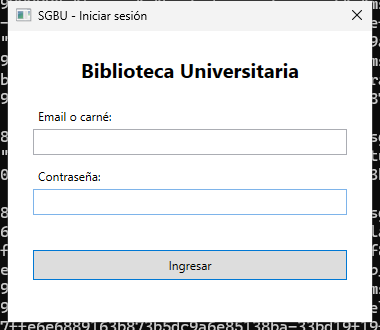 SGBU - Iniciar sesión
Biblioteca Universitaria
Email o carné:
Contraseña:
Ingresar